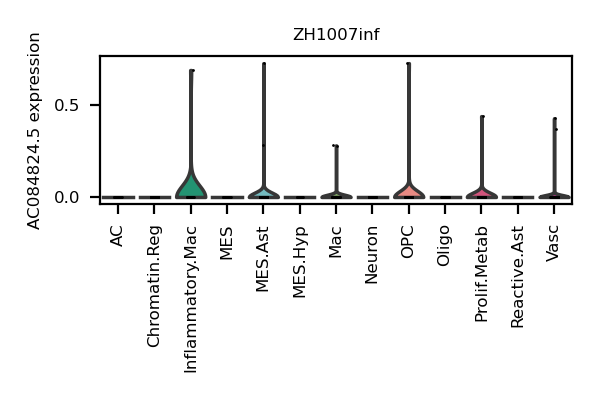 ZH1007inf
AC084824.5 expression
0.5
0.0
AC
Chromatin.Reg
Inflammatory.Mac
MES
MES.Ast
MES.Hyp
Mac
Neuron
OPC
Oligo
Prolif.Metab
Reactive.Ast
Vasc